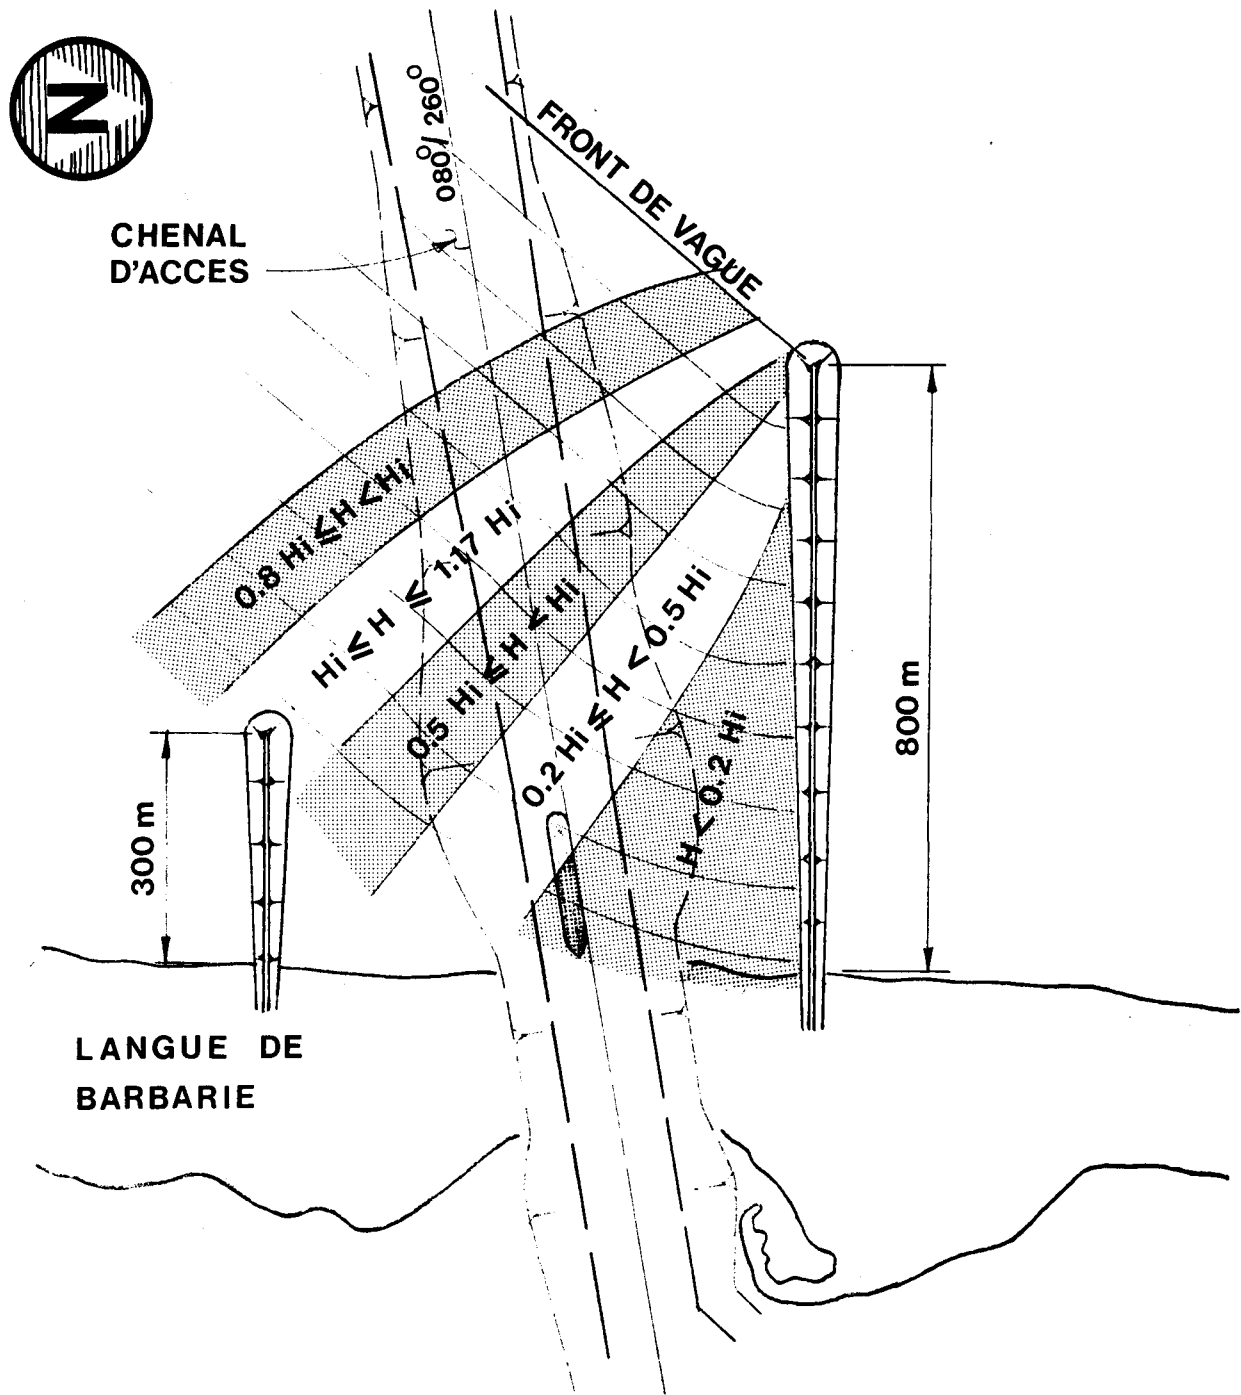 N
080°/260°
FRONT DE VAGUE
CHENAL
D'ACCES
0.8 Hi ≤ H < Hi
Hi ≤ H ≤ 1.17 Hi
0.5 Hi ≤ H < Hi
0.2 Hi ≤ H < 0.5 Hi
H < 0.2 Hi
800 m
300 m
LANGUE DE
BARBARIE